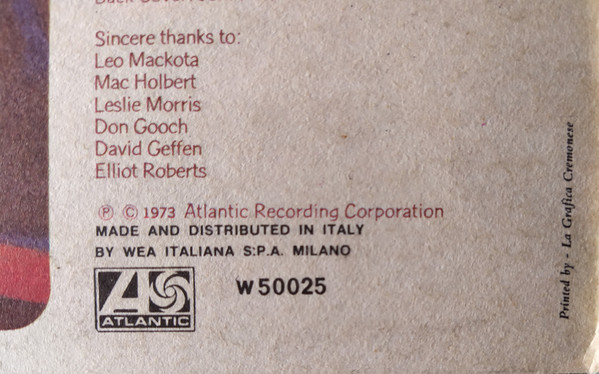 Sincere thanks to:
Leo Mackota
Mac Holbert
Leslie Morris
Don Gooch
David Geffen
Elliot Roberts
℗ © 1973 Atlantic Recording Corporation
MADE AND DISTRIBUTED IN ITALY
BY WEA ITALIANA S.P.A. MILANO
ATLANTIC
W 50025
Printed by - La Grafica Cremonese